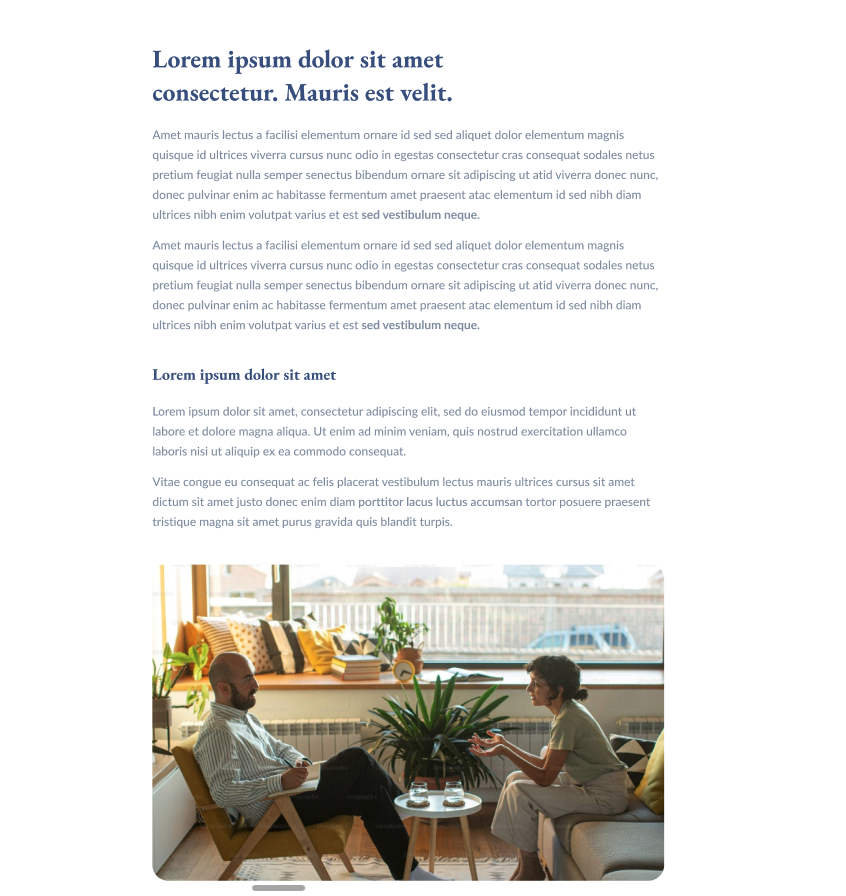 Lorem ipsum dolor sit amet
consectetur. Mauris est velit.
Amet mauris lectus a facilisi elementum ornare id sed sed aliquet dolor elementum magnis
quisque id ultrices viverra cursus nunc odio in egestas consectetur cras consequat sodales netus
pretium feugiat nulla semper senectus bibendum ornare sit adipiscing ut atid viverra donec nunc,
donec pulvinar enim ac habitasse fermentum amet praesent atac elementum id sed nibh diam
ultrices nibh enim volutpat varius et est sed vestibulum neque.
Amet mauris lectus a facilisi elementum ornare id sed sed aliquet dolor elementum magnis
quisque id ultrices viverra cursus nunc odio in egestas consectetur cras consequat sodales netus
pretium feugiat nulla semper senectus bibendum ornare sit adipiscing ut atid viverra donec nunc,
donec pulvinar enim ac habitasse fermentum amet praesent atac elementum id sed nibh diam
ultrices nibh enim volutpat varius et est sed vestibulum neque.
Lorem ipsum dolor sit amet
Lorem ipsum dolor sit amet, consectetur adipiscing elit, sed do eiusmod tempor incididunt ut
labore et dolore magna aliqua. Ut enim ad minim veniam, quis nostrud exercitation ullamco
laboris nisi ut aliquip ex ea commodo consequat.
Vitae congue eu consequat ac felis placerat vestibulum lectus mauris ultrices cursus sit amet
dictum sit amet justo donec enim diam porttitor lacus luctus accumsan tortor posuere praesent
tristique magna sit amet purus gravida quis blandit turpis.